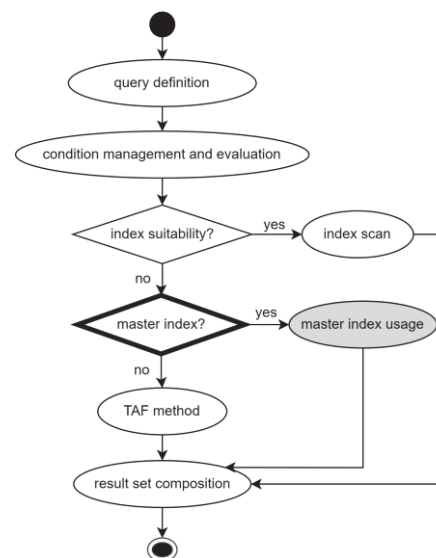 query definition
condition management and evaluation
index suitability?
yes
index scan
no
master index?
yes
master index usage
no
TAF method
result set composition